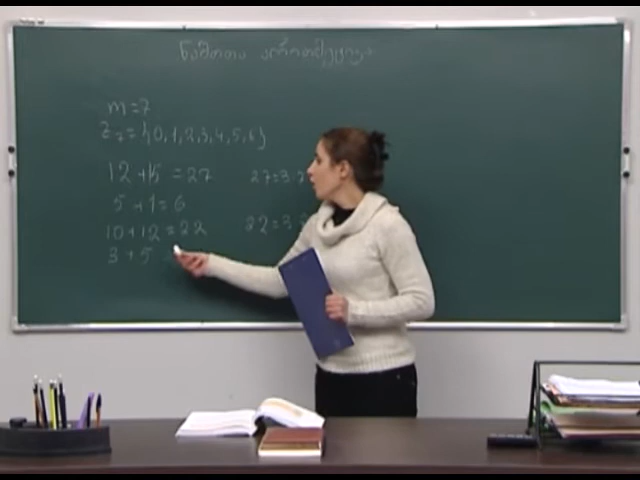 ნაშთთა არითმეტიკა
m=7
Z₇={0,1,2,3,4,5,6}
12+15=27 27=3·7
5+1=6
10+12=22 22=3·
3+5